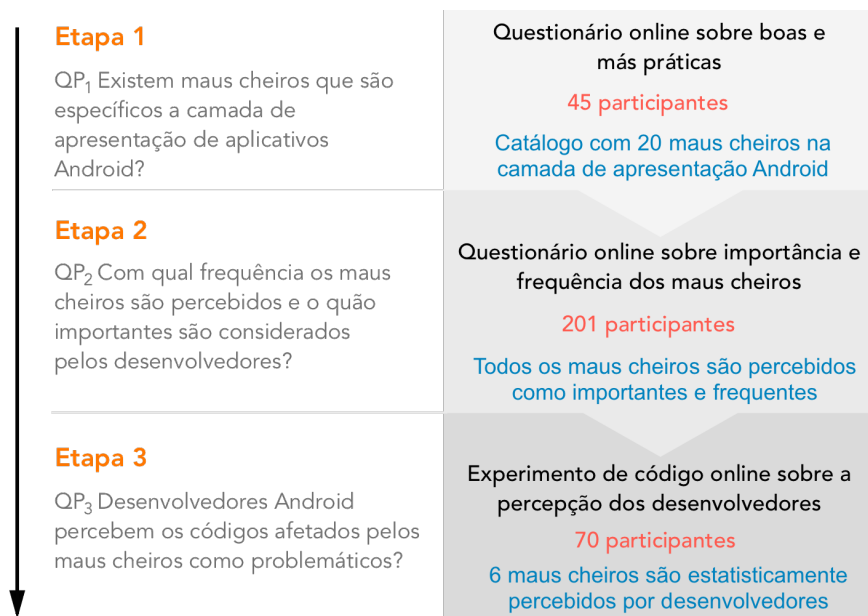 Etapa 1
QP1 Existem maus cheiros que são
específicos a camada de
apresentação de aplicativos
Android?
Questionário online sobre boas e
más práticas
45 participantes
Catálogo com 20 maus cheiros na
camada de apresentação Android
Etapa 2
QP2 Com qual frequência os maus
cheiros são percebidos e o quão
importantes são considerados
pelos desenvolvedores?
Questionário online sobre importância e
frequência dos maus cheiros
201 participantes
Todos os maus cheiros são percebidos
como importantes e frequentes
Etapa 3
QP3 Desenvolvedores Android
percebem os códigos afetados pelos
maus cheiros como problemáticos?
Experimento de código online sobre a
percepção dos desenvolvedores
70 participantes
6 maus cheiros são estatisticamente
percebidos por desenvolvedores